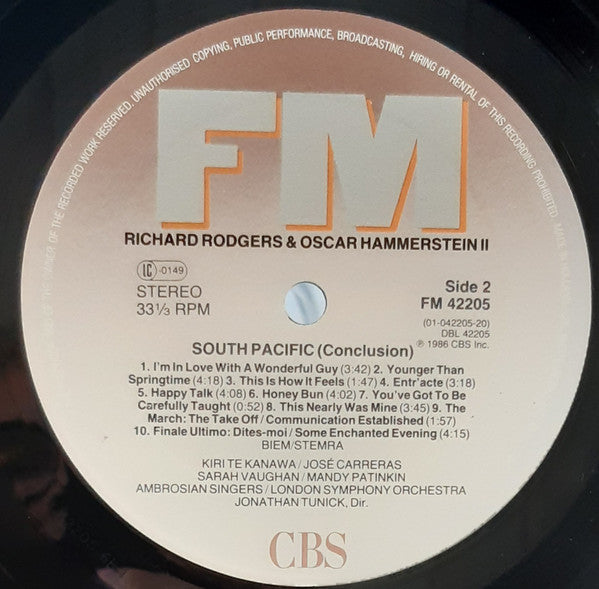 OF THE OWNER OF THE RECORDED WORK RESERVED. UNAUTHORISED COPYING, PUBLIC PERFORMANCE, BROADCASTING, HIRING OR RENTAL OF THIS RECORDING PROHIBITED. MADE IN
FM
RICHARD RODGERS & OSCAR HAMMERSTEIN II
LC -0149
STEREO
33⅓ RPM
Side 2
FM 42205
(01-042205-20)
DBL 42205
℗ 1986 CBS Inc.
SOUTH PACIFIC (Conclusion)
1. I'm In Love With A Wonderful Guy (3:42) 2. Younger Than
Springtime (4:18) 3. This Is How It Feels (1:47) 4. Entr'acte (3:18)
5. Happy Talk (4:08) 6. Honey Bun (4:02) 7. You've Got To Be
Carefully Taught (0:52) 8. This Nearly Was Mine (3:45) 9. The
March: The Take Off / Communication Established (1:57)
10. Finale Ultimo: Dites-moi / Some Enchanted Evening (4:15)
BIEM/STEMRA
KIRI TE KANAWA / JOSÉ CARRERAS
SARAH VAUGHAN / MANDY PATINKIN
AMBROSIAN SINGERS / LONDON SYMPHONY ORCHESTRA
JONATHAN TUNICK, Dir.
CBS